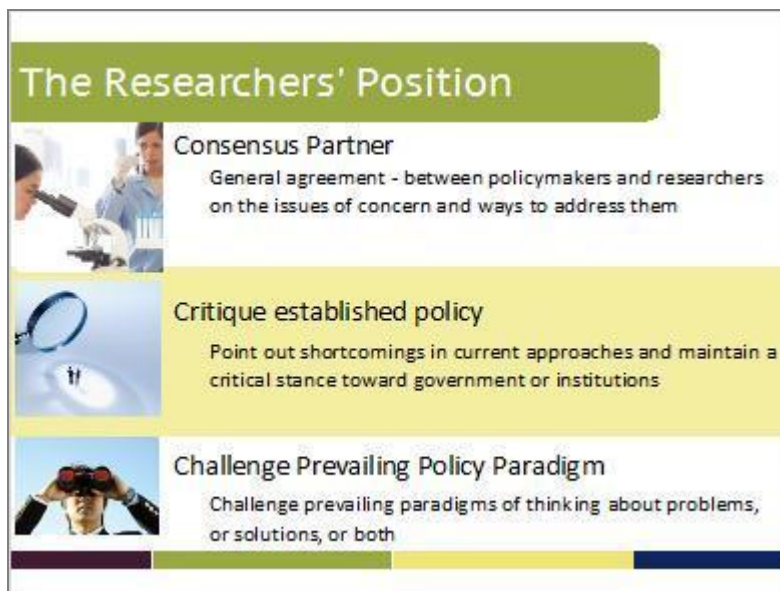 The Researchers' Position
Consensus Partner
General agreement - between policymakers and researchers
on the issues of concern and ways to address them
Critique established policy
Point out shortcomings in current approaches and maintain a
critical stance toward government or institutions
Challenge Prevailing Policy Paradigm
Challenge prevailing paradigms of thinking about problems,
or solutions, or both